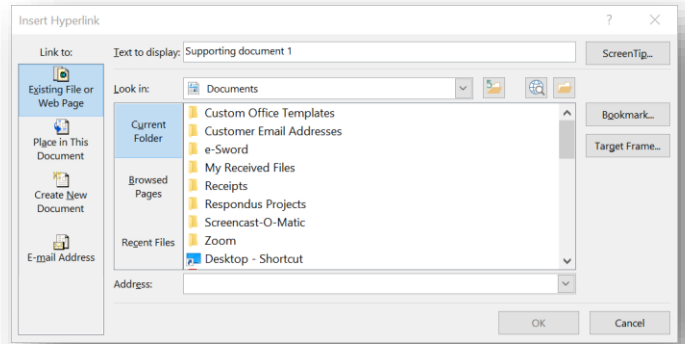 Insert Hyperlink
? ×
Link to:
Text to display: Supporting document 1
ScreenTip...
Existing File or
Web Page
Look in: Documents
Bookmark...
Target Frame...
Place in This
Document
Create New
Document
E-mail Address
Current
Folder
Browsed
Pages
Recent Files
Custom Office Templates
Customer Email Addresses
e-Sword
My Received Files
Receipts
Respondus Projects
Screencast-O-Matic
Zoom
Desktop - Shortcut
Address:
OK
Cancel